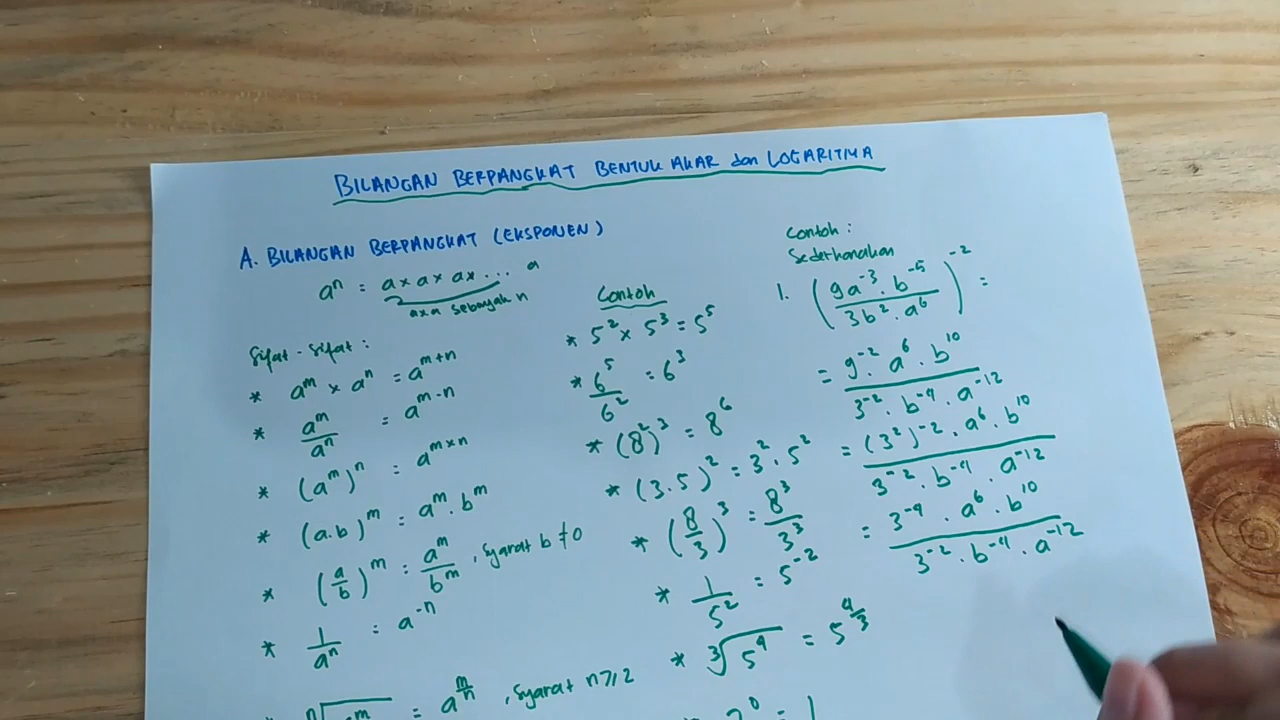 BILANGAN BERPANGKAT BENTUK AKAR dan LOGARITMA
A. BILANGAN BERPANGKAT (EKSPONEN)
aⁿ = a × a × a × ... a
axa sebayak n
Sifat - Sifat :
* aᵐ × aⁿ = aᵐ⁺ⁿ
* aᵐ/aⁿ = aᵐ⁻ⁿ
* (aᵐ)ⁿ = aᵐˣⁿ
* (a.b)ᵐ = aᵐ . bᵐ
* (a/b)ᵐ = aᵐ/bᵐ , syarat b ≠ 0
* 1/aⁿ = a⁻ⁿ
= a^(m/n) , syarat n ≥ 2
Contoh
* 5² × 5³ = 5⁵
* 6⁵/6² = 6³
* (8²)³ = 8⁶
* (3.5)² = 3² . 5²
* (8/3)³ = 8³/3³
* 1/5² = 5⁻²
* ³√5⁴ = 5^(4/3)
= 1
Contoh :
Sederhanakan
1. (9a⁻³ . b⁻⁵ / 3b² . a⁶)⁻² =
= 9⁻² . a⁶ . b¹⁰ / 3⁻² . b⁻⁴ . a⁻¹²
= (3²)⁻² . a⁶ . b¹⁰ / 3⁻² . b⁻⁴ . a⁻¹²
= 3⁻⁴ . a⁶ . b¹⁰ / 3⁻² . b⁻⁴ . a⁻¹²